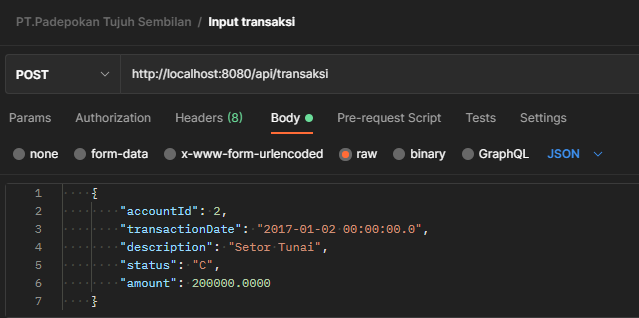 PT.Padepokan Tujuh Sembilan / Input transaksi
POST http://localhost:8080/api/transaksi
Params Authorization Headers (8) Body Pre-request Script Tests Settings
none form-data x-www-form-urlencoded raw binary GraphQL JSON
1 {
2 "accountId": 2,
3 "transactionDate": "2017-01-02 00:00:00.0",
4 "description": "Setor Tunai",
5 "status": "C",
6 "amount": 200000.0000
7 }